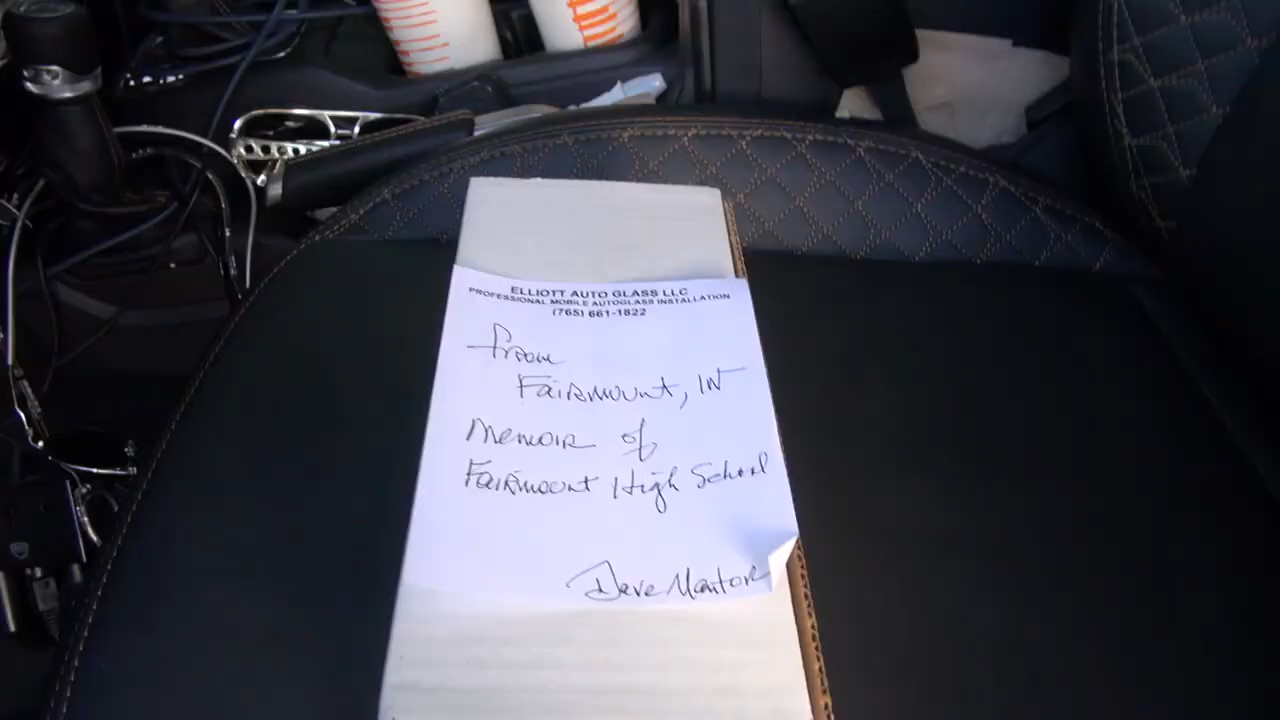 ELLIOTT AUTO GLASS LLC
PROFESSIONAL MOBILE AUTOGLASS INSTALLATION
(765) 661-1822
from
Fairmount, IN
Memoir of
Fairmount High School
Dave Mantor